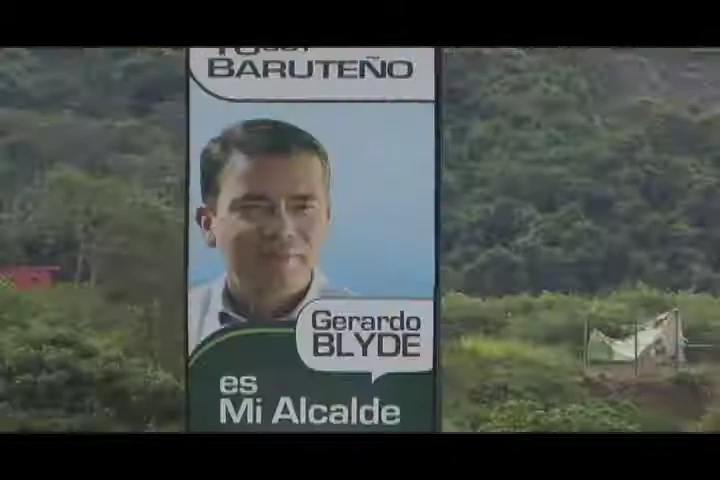 BARUTEÑO
Gerardo
BLYDE
es
Mi Alcalde